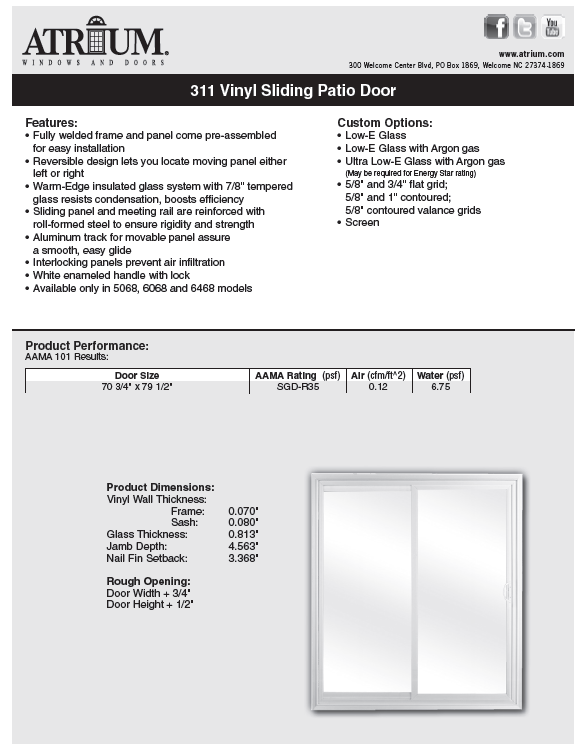 ATRIUM.
WINDOWS AND DOORS
f
t
You
Tube
www.atrium.com
300 Welcome Center Blvd, PO Box 1869, Welcome NC 27374-1869
311 Vinyl Sliding Patio Door
Features:
• Fully welded frame and panel come pre-assembled
for easy installation
• Reversible design lets you locate moving panel either
left or right
• Warm-Edge insulated glass system with 7/8" tempered
glass resists condensation, boosts efficiency
• Sliding panel and meeting rail are reinforced with
roll-formed steel to ensure rigidity and strength
• Aluminum track for movable panel assure
a smooth, easy glide
• Interlocking panels prevent air infiltration
• White enameled handle with lock
• Available only in 5068, 6068 and 6468 models
Custom Options:
• Low-E Glass
• Low-E Glass with Argon gas
• Ultra Low-E Glass with Argon gas
(May be required for Energy Star rating)
• 5/8" and 3/4" flat grid;
5/8" and 1" contoured;
5/8" contoured valance grids
• Screen
Product Performance:
AAMA 101 Results:
Door Size AAMA Rating (psf) Air (cfm/ft^2) Water (psf)
70 3/4" x 79 1/2" SGD-R35 0.12 6.75
Product Dimensions:
Vinyl Wall Thickness:
Frame: 0.070"
Sash: 0.080"
Glass Thickness: 0.813"
Jamb Depth: 4.563"
Nail Fin Setback: 3.368"
Rough Opening:
Door Width + 3/4"
Door Height + 1/2"